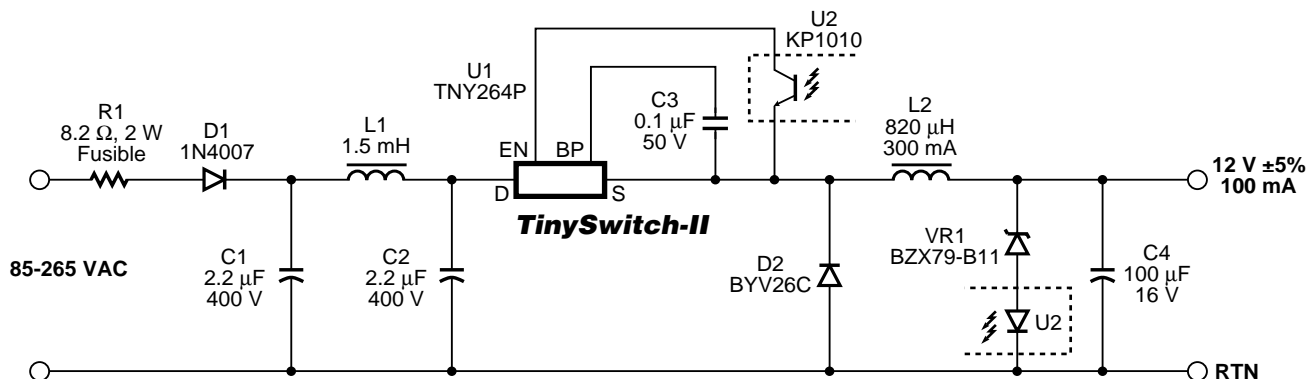 U2
KP1010
U1
TNY264P
R1
8.2 Ω, 2 W
Fusible
D1
1N4007
L1
1.5 mH
C3
0.1 μF
50 V
L2
820 μH
300 mA
EN
BP
D
S
TinySwitch-II
12 V ±5%
100 mA
85-265 VAC
C1
2.2 μF
400 V
C2
2.2 μF
400 V
D2
BYV26C
VR1
BZX79-B11
C4
100 μF
16 V
U2
RTN